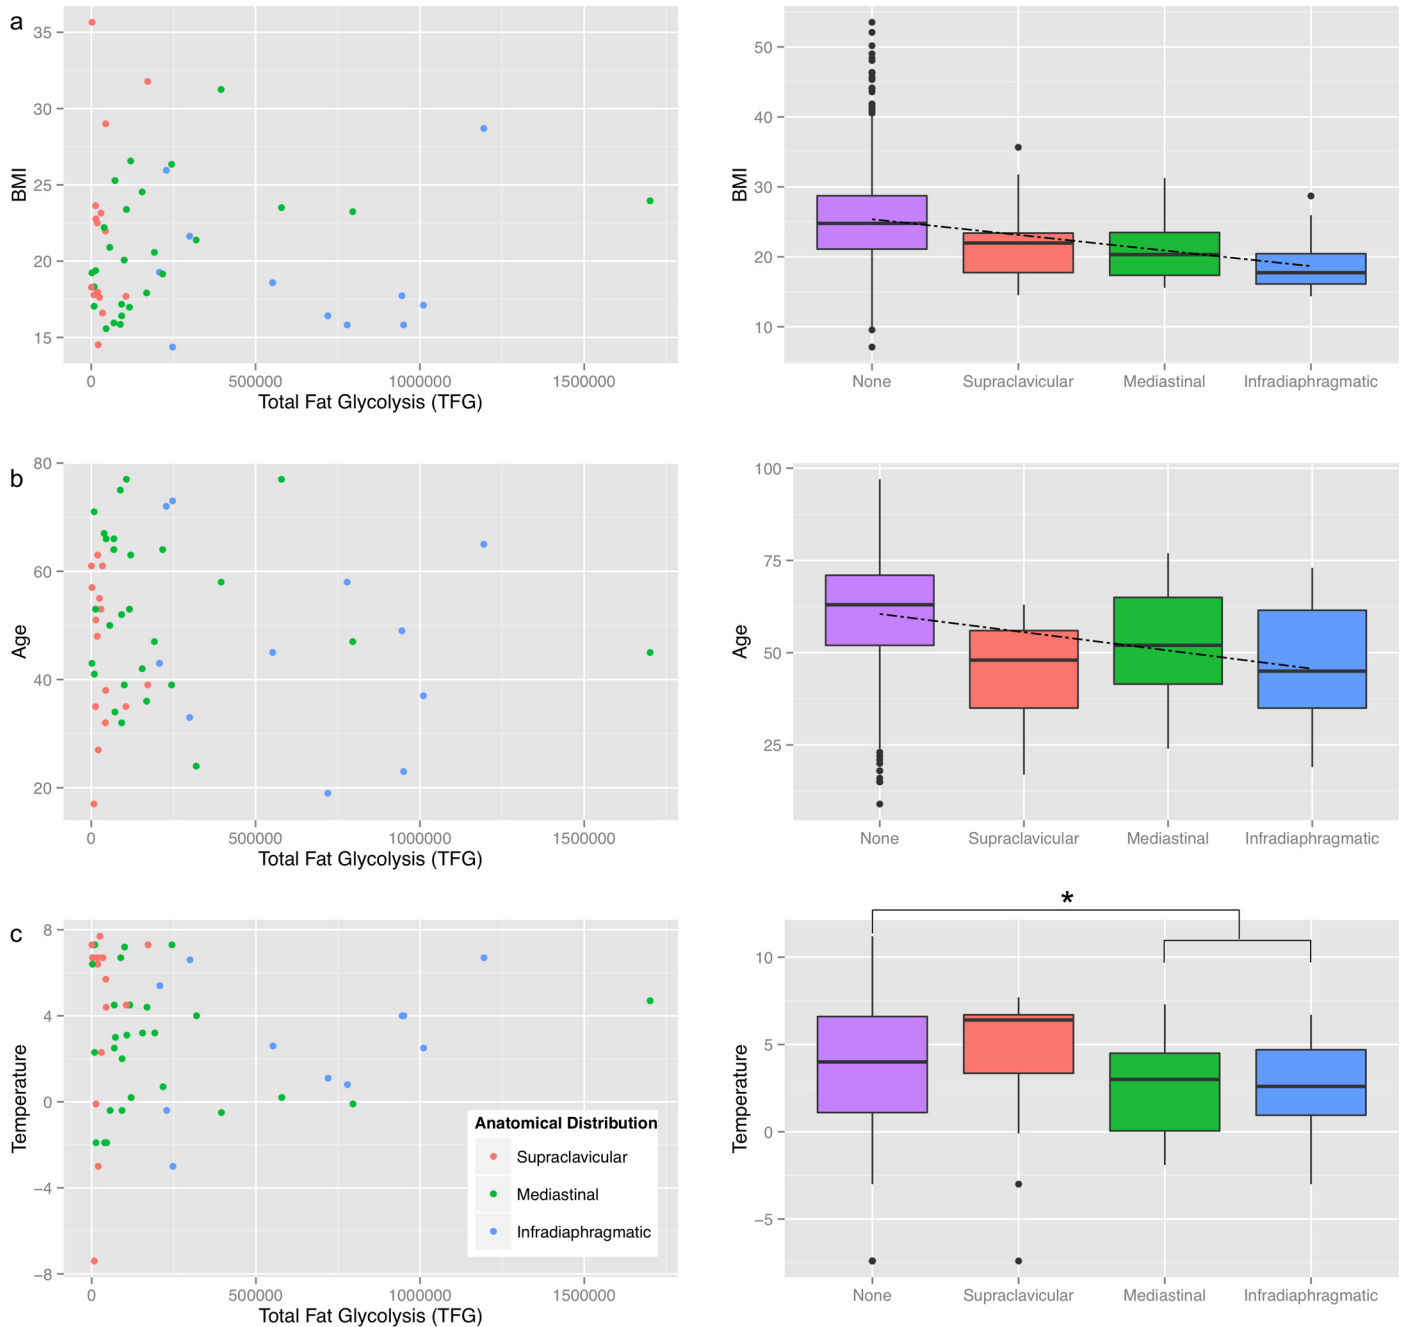 a
BMI
35
30
25
20
15
0 500000 1000000 1500000
Total Fat Glycolysis (TFG)
BMI
50
40
30
20
10
None Supraclavicular Mediastinal Infradiaphragmatic
b
Age
80
60
40
20
0 500000 1000000 1500000
Total Fat Glycolysis (TFG)
Age
100
75
50
25
None Supraclavicular Mediastinal Infradiaphragmatic
c
Temperature
8
4
0
−4
−8
0 500000 1000000 1500000
Total Fat Glycolysis (TFG)
Anatomical Distribution
Supraclavicular
Mediastinal
Infradiaphragmatic
*
Temperature
10
5
0
−5
None Supraclavicular Mediastinal Infradiaphragmatic